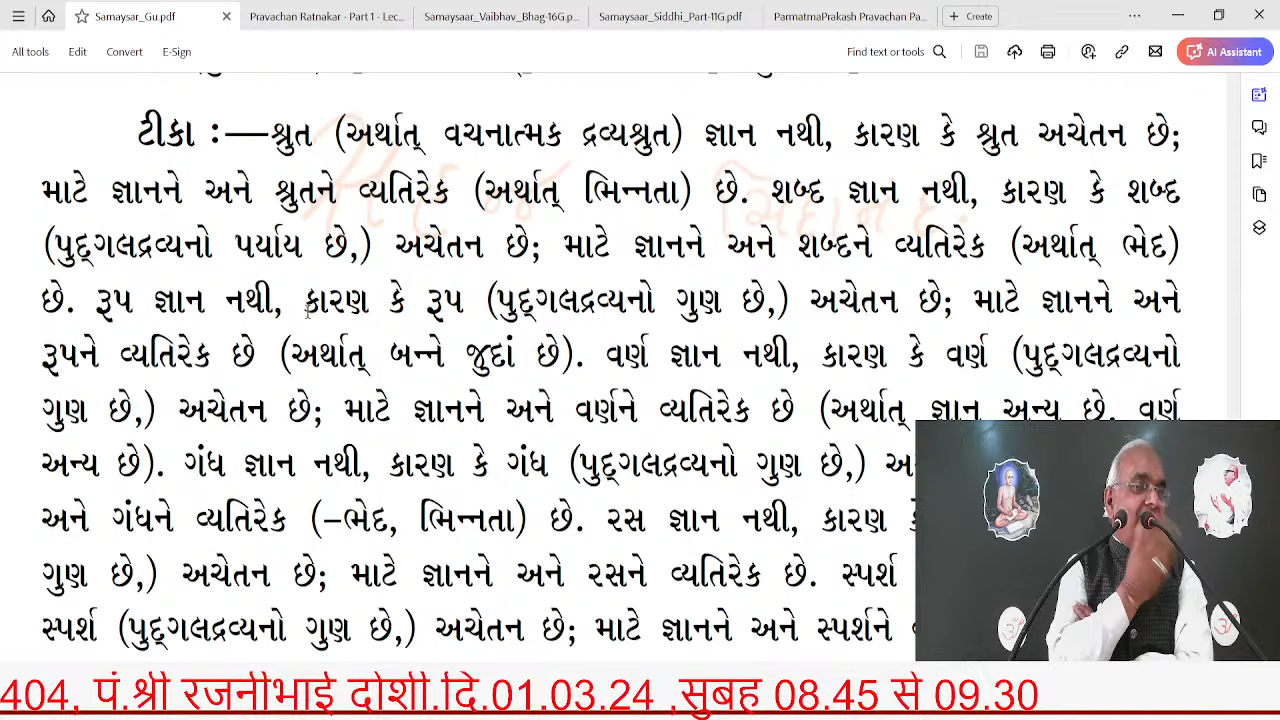 Samaysar_Gu.pdf
Pravachan Ratnakar - Part 1 - Lec...
Samaysaar_Vaibhav_Bhag-16G.p...
Samaysaar_Siddhi_Part-11G.pdf
ParmatmaPrakash Pravachan Pa...
Create
All tools Edit Convert E-Sign
Find text or tools
AI Assistant
ટીકા :—શ્રુત (અર્થાત્ વચનાત્મક દ્રવ્યશ્રુત) જ્ઞાન નથી, કારણ કે શ્રુત અચેતન છે;
માટે જ્ઞાનને અને શ્રુતને વ્યતિરેક (અર્થાત્ ભિન્નતા) છે. શબ્દ જ્ઞાન નથી, કારણ કે શબ્દ
(પુદ્ગલદ્રવ્યનો પર્યાય છે,) અચેતન છે; માટે જ્ઞાનને અને શબ્દને વ્યતિરેક (અર્થાત્ ભેદ)
છે. રૂપ જ્ઞાન નથી, કારણ કે રૂપ (પુદ્ગલદ્રવ્યનો ગુણ છે,) અચેતન છે; માટે જ્ઞાનને અને
રૂપને વ્યતિરેક છે (અર્થાત્ બન્ને જુદાં છે). વર્ણ જ્ઞાન નથી, કારણ કે વર્ણ (પુદ્ગલદ્રવ્યનો
ગુણ છે,) અચેતન છે; માટે જ્ઞાનને અને વર્ણને વ્યતિરેક છે (અર્થાત્ જ્ઞાન અન્ય છે. વર્ણ
અન્ય છે). ગંધ જ્ઞાન નથી, કારણ કે ગંધ (પુદ્ગલદ્રવ્યનો ગુણ છે,)
અને ગંધને વ્યતિરેક (–ભેદ, ભિન્નતા) છે. રસ જ્ઞાન નથી, કારણ
ગુણ છે,) અચેતન છે; માટે જ્ઞાનને અને રસને વ્યતિરેક છે. સ્પર્શ
સ્પર્શ (પુદ્ગલદ્રવ્યનો ગુણ છે,) અચેતન છે; માટે જ્ઞાનને અને સ્પર્શને
404, પં.શ્રી રજનીભાઈ દોશી.દિ.01.03.24 ,સુબહ 08.45 સે 09.30